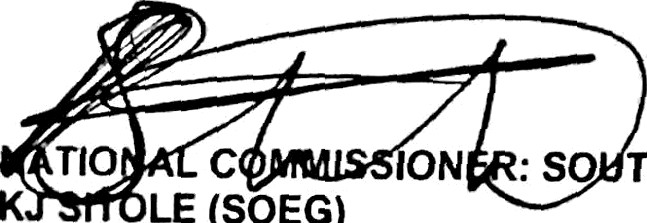 NATIONAL COMMISSIONER: SOUT
KJ SITOLE (SOEG)